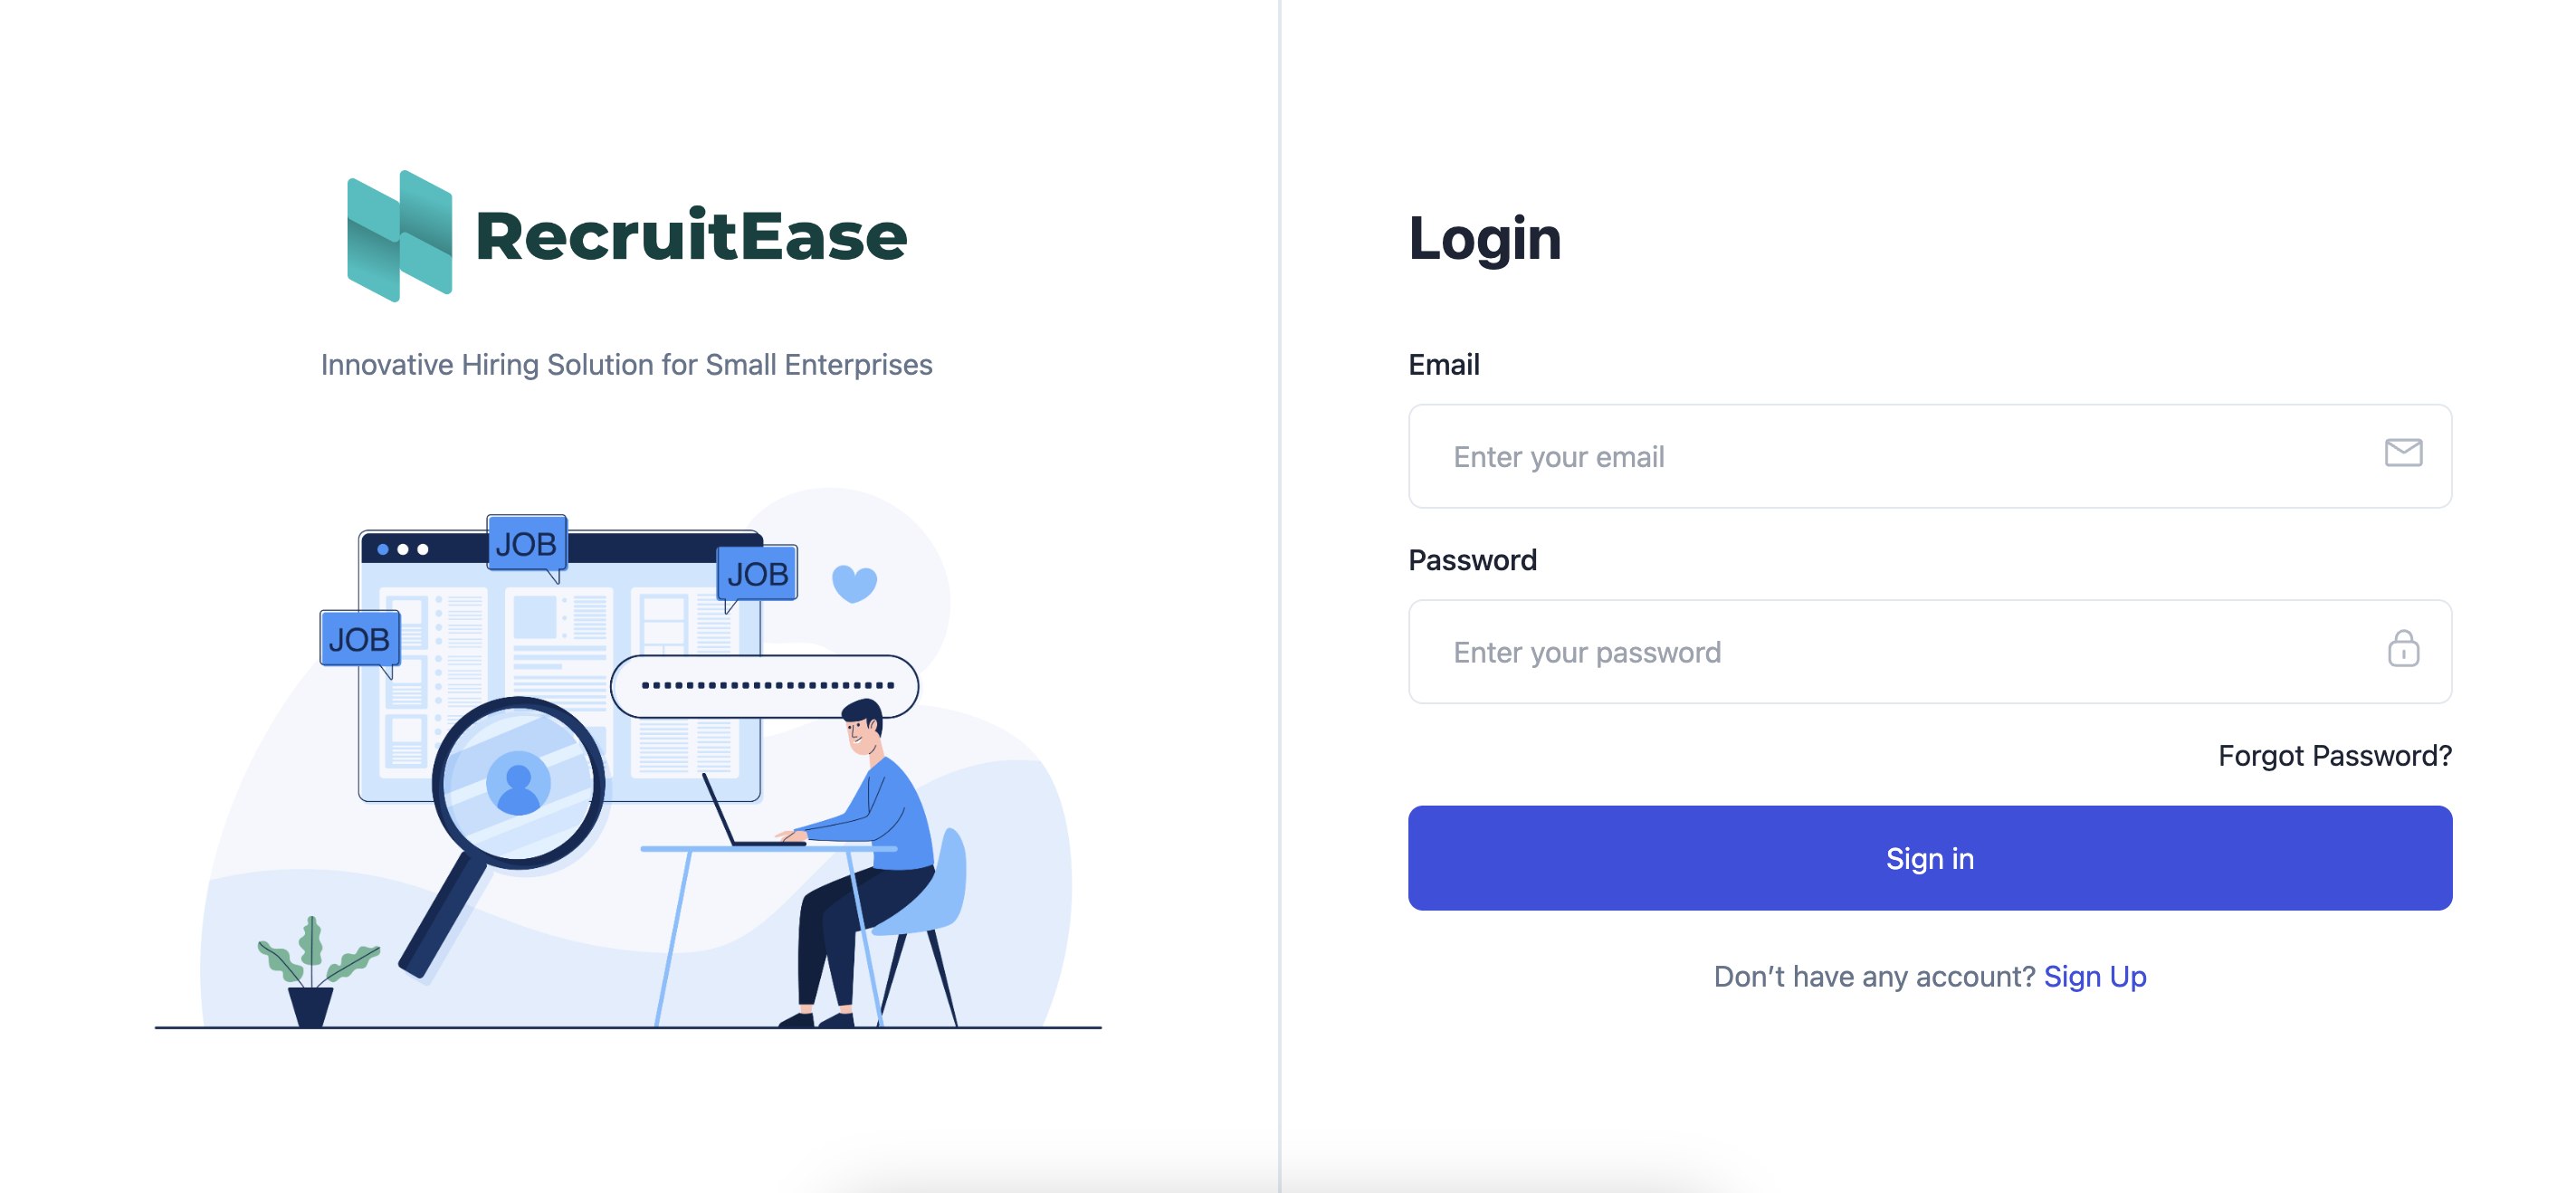 RecruitEase
Innovative Hiring Solution for Small Enterprises
JOB
JOB
JOB
Login
Email
Enter your email
Password
Enter your password
Forgot Password?
Sign in
Don’t have any account? Sign Up